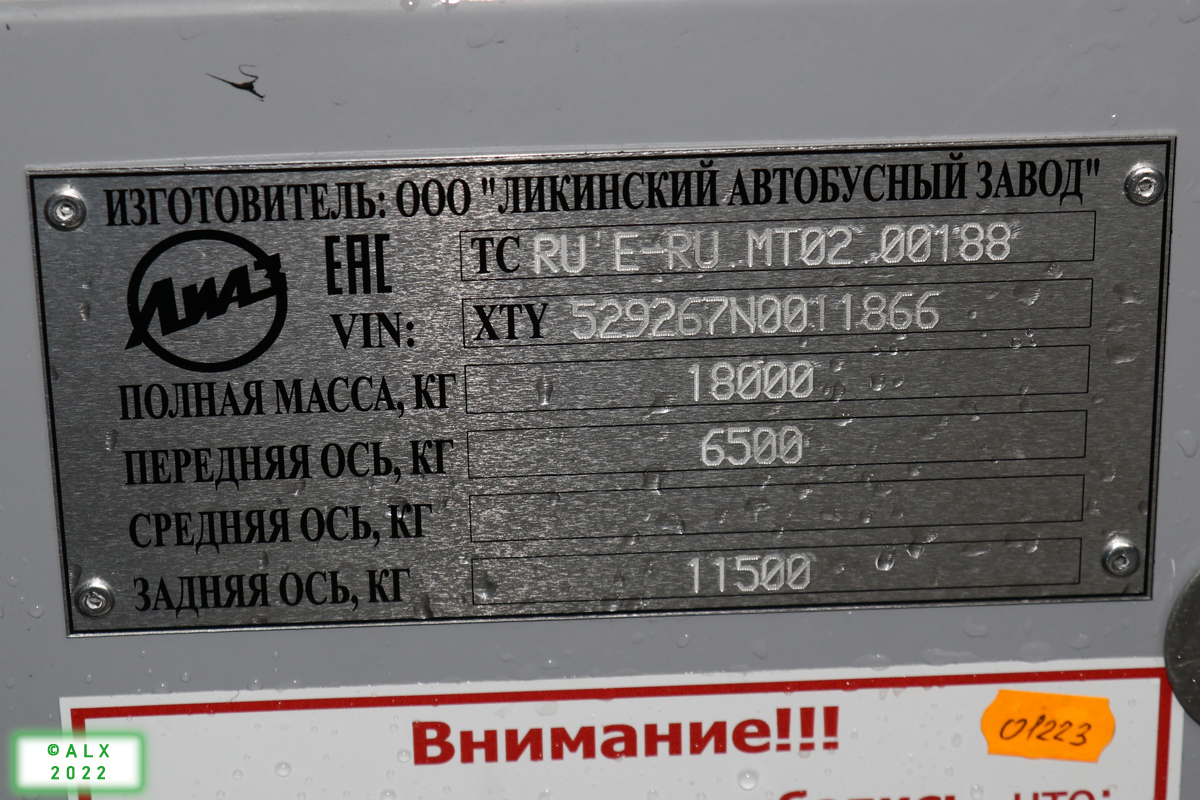 ИЗГОТОВИТЕЛЬ: ООО "ЛИКИНСКИЙ АВТОБУСНЫЙ ЗАВОД"
ЛиАЗ
ЕАС
ТС RU Е-RU.МТ02.00188
VIN: XTY 529267N0011866
ПОЛНАЯ МАССА, КГ 18000
ПЕРЕДНЯЯ ОСЬ, КГ 6500
СРЕДНЯЯ ОСЬ, КГ
ЗАДНЯЯ ОСЬ, КГ 11500
Внимание!!!
01223
что:
©ALX
2022